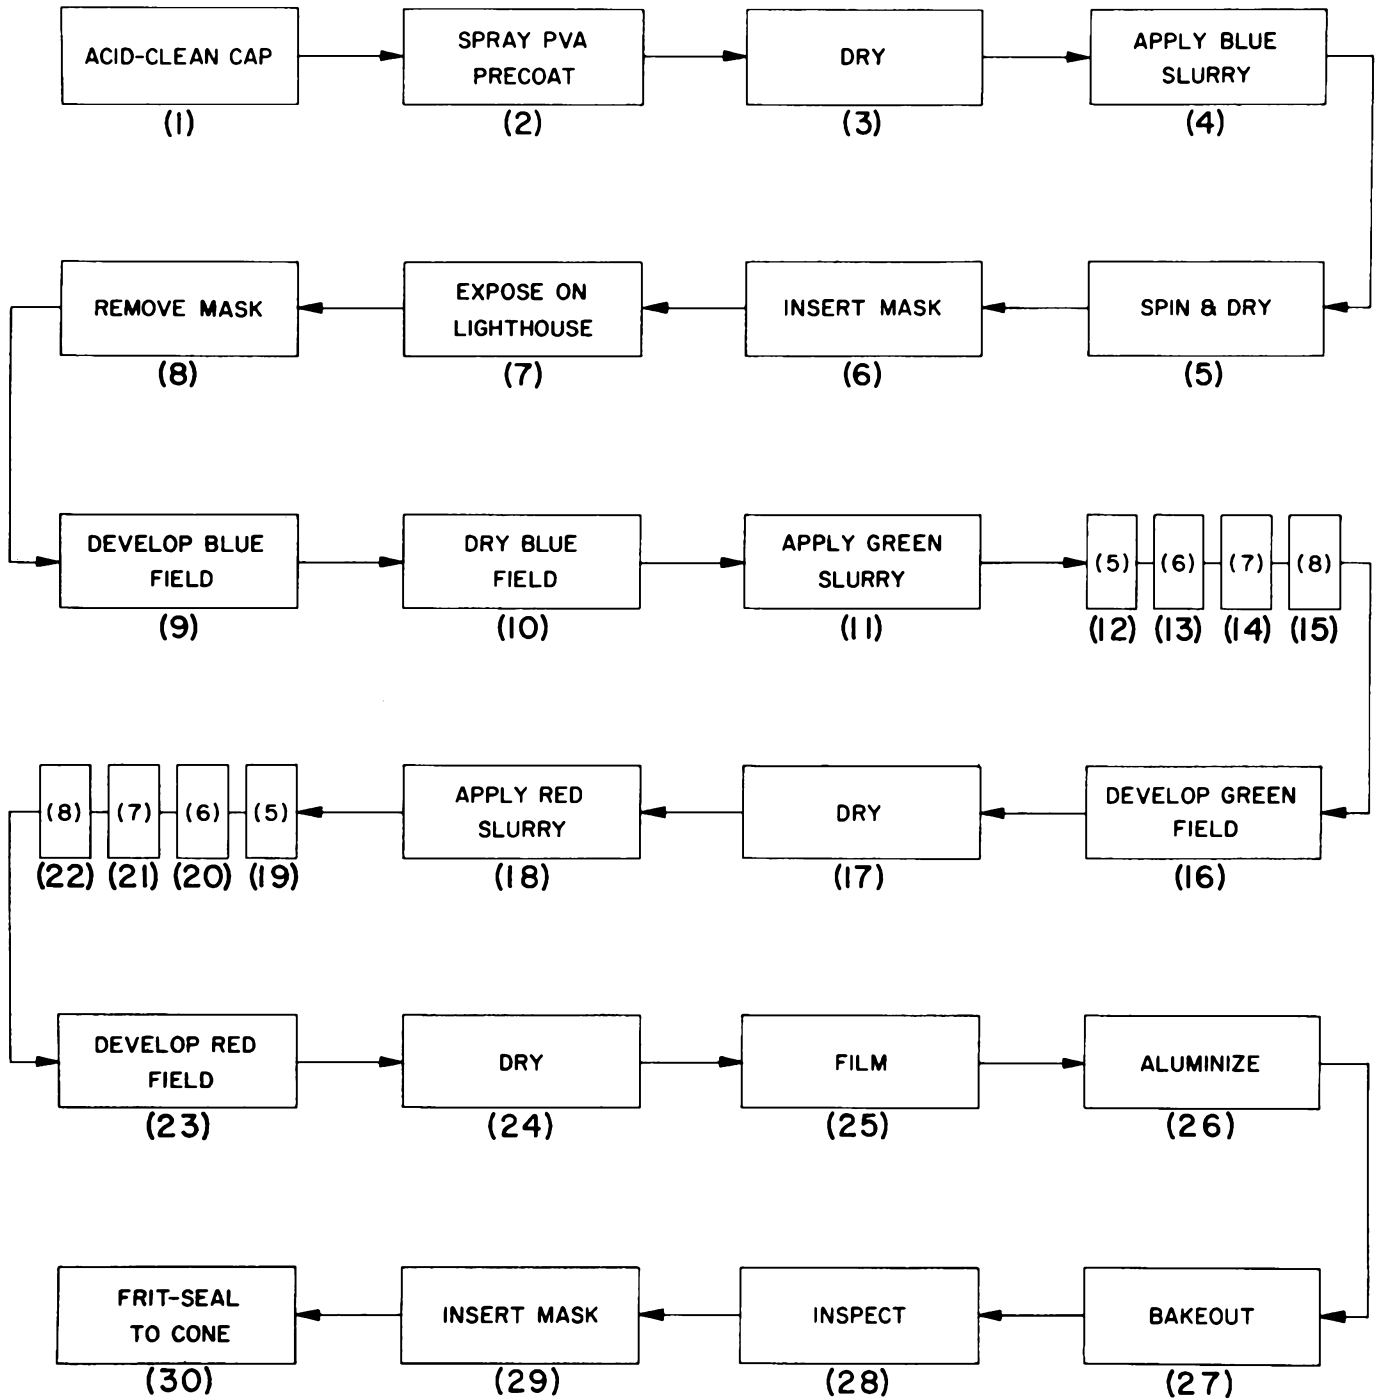 ACID-CLEAN CAP
(1)
SPRAY PVA
PRECOAT
(2)
DRY
(3)
APPLY BLUE
SLURRY
(4)
SPIN & DRY
(5)
INSERT MASK
(6)
EXPOSE ON
LIGHTHOUSE
(7)
REMOVE MASK
(8)
DEVELOP BLUE
FIELD
(9)
DRY BLUE
FIELD
(10)
APPLY GREEN
SLURRY
(11)
(5)
(12)
(6)
(13)
(7)
(14)
(8)
(15)
DEVELOP GREEN
FIELD
(16)
DRY
(17)
APPLY RED
SLURRY
(18)
(5)
(19)
(6)
(20)
(7)
(21)
(8)
(22)
DEVELOP RED
FIELD
(23)
DRY
(24)
FILM
(25)
ALUMINIZE
(26)
BAKEOUT
(27)
INSPECT
(28)
INSERT MASK
(29)
FRIT-SEAL
TO CONE
(30)